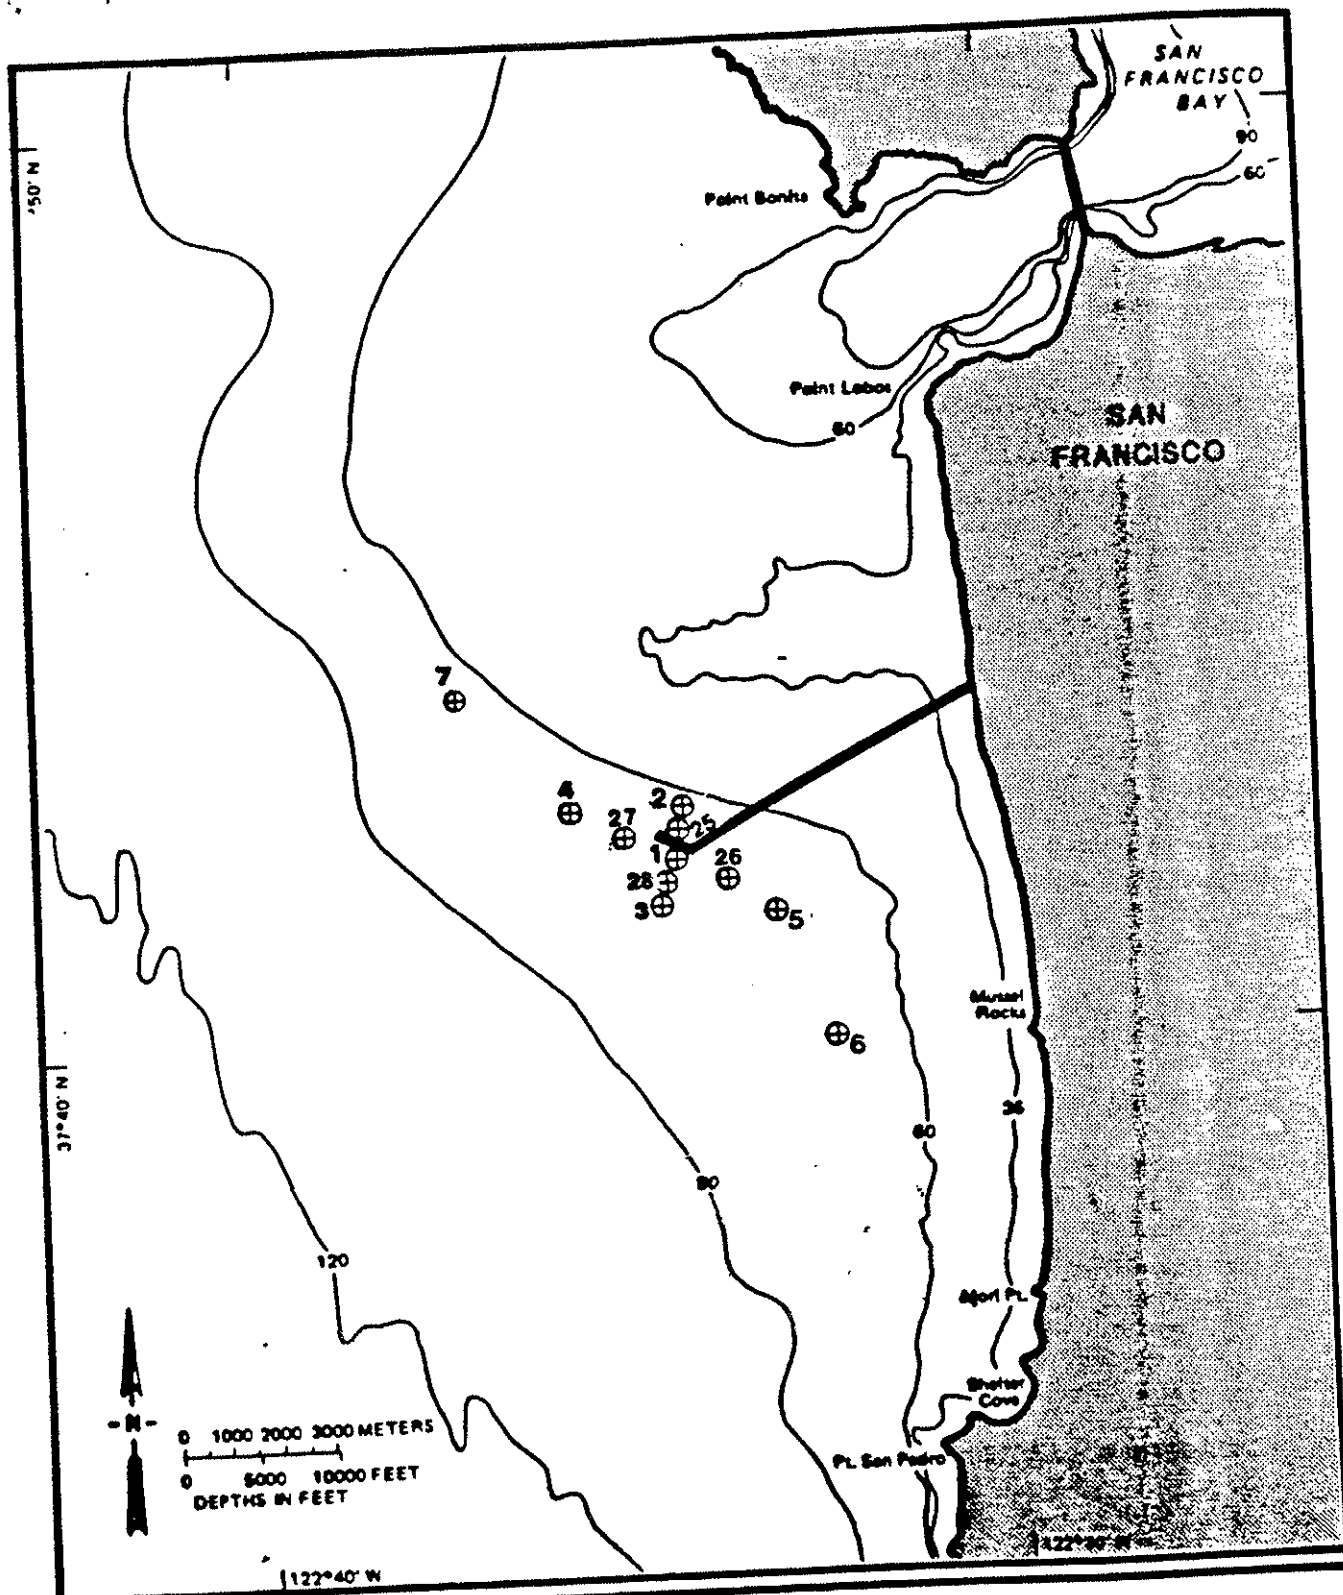 SAN
FRANCISCO
BAY
90
60
50' N
Point Bonita
Point Lobos
60
SAN
FRANCISCO
7
4
2
27
25
1
26
28
3
5
Mussel
Rocks
6
36
37°40' N
60
90
120
Mori Pt.
Shelter
Cove
- N -
0 1000 2000 3000 METERS
0 5000 10000 FEET
DEPTHS IN FEET
Pt. San Pedro
122°30' W
122°40' W